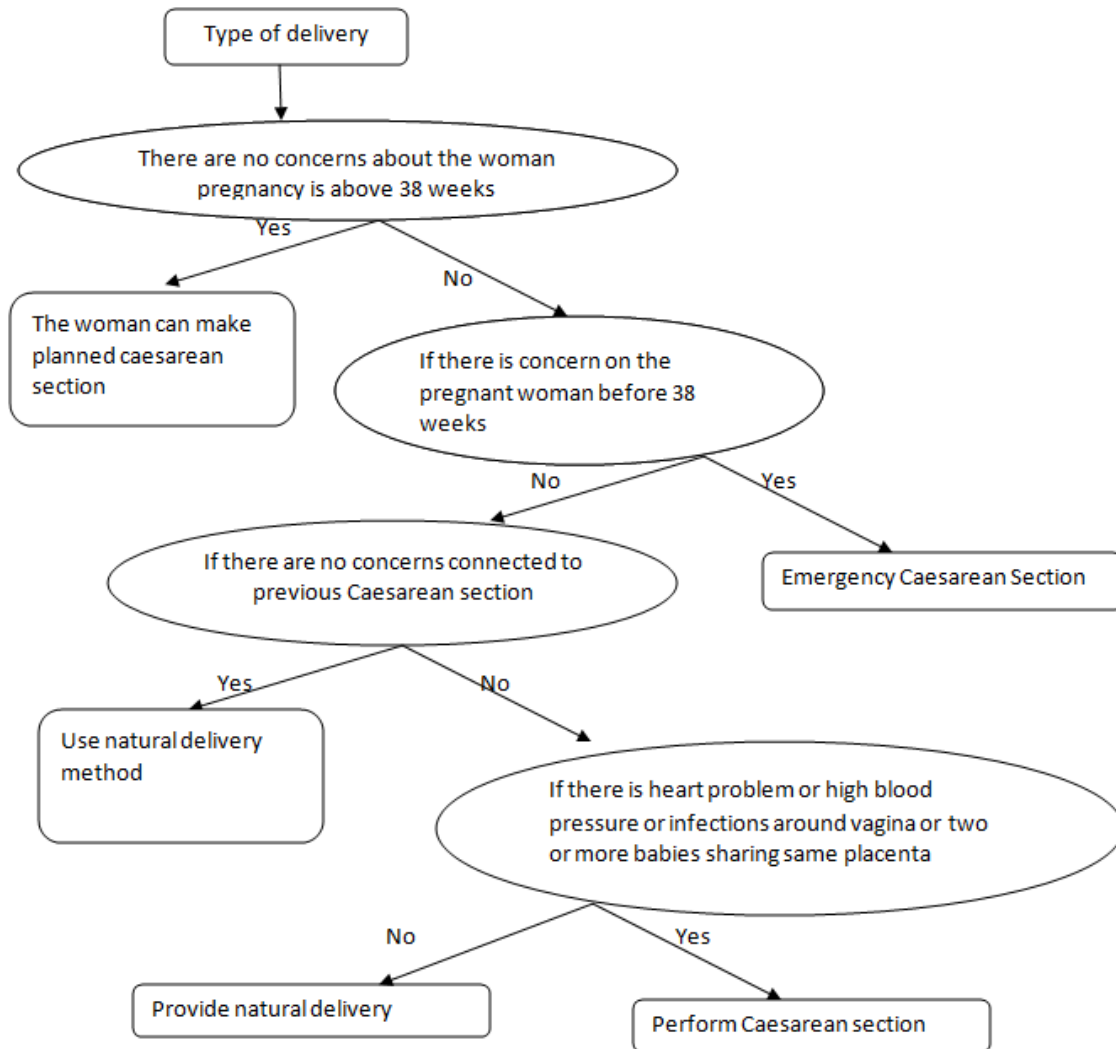 Type of delivery
There are no concerns about the woman
pregnancy is above 38 weeks
Yes
No
The woman can make
planned caesarean
section
If there is concern on the
pregnant woman before 38
weeks
No
Yes
If there are no concerns connected to
previous Caesarean section
Emergency Caesarean Section
Yes
No
Use natural delivery
method
If there is heart problem or high blood
pressure or infections around vagina or two
or more babies sharing same placenta
No
Yes
Provide natural delivery
Perform Caesarean section